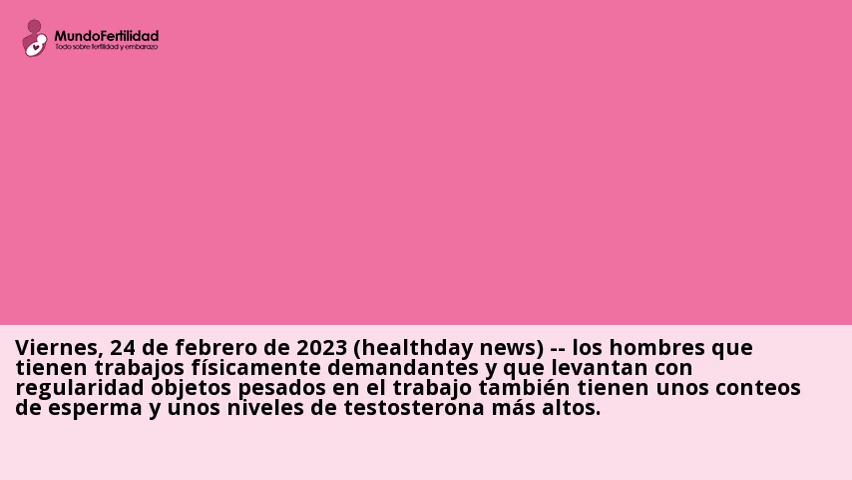 MundoFertilidad
Todo sobre fertilidad y embarazo
Viernes, 24 de febrero de 2023 (healthday news) -- los hombres que
tienen trabajos físicamente demandantes y que levantan con
regularidad objetos pesados en el trabajo también tienen unos conteos
de esperma y unos niveles de testosterona más altos.